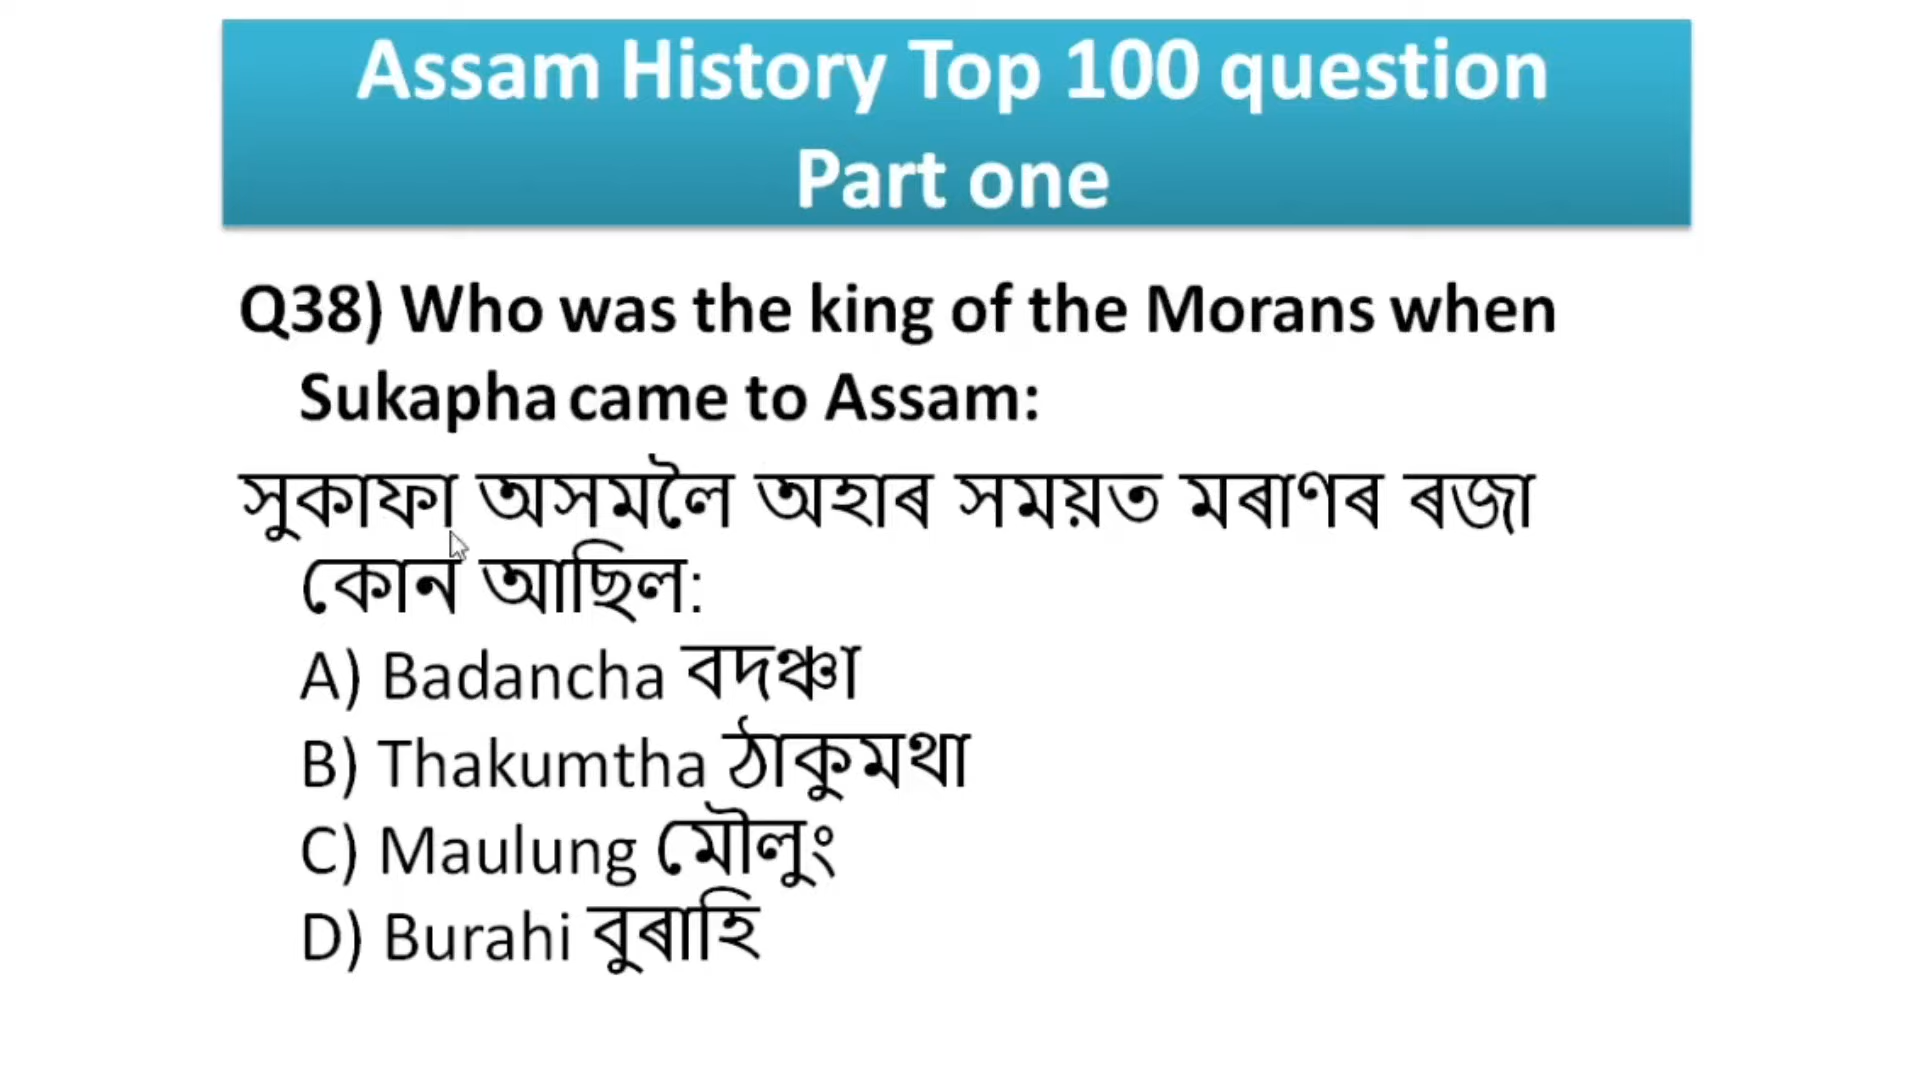 Assam History Top 100 question
Part one
Q38) Who was the king of the Morans when
Sukapha came to Assam:
সুকাফা অসমলৈ অহাৰ সময়ত মৰাণৰ ৰজা
কোন আছিল:
A) Badancha বদঞ্চা
B) Thakumtha ঠাকুমথা
C) Maulung মৌলুং
D) Burahi বুৰাহি